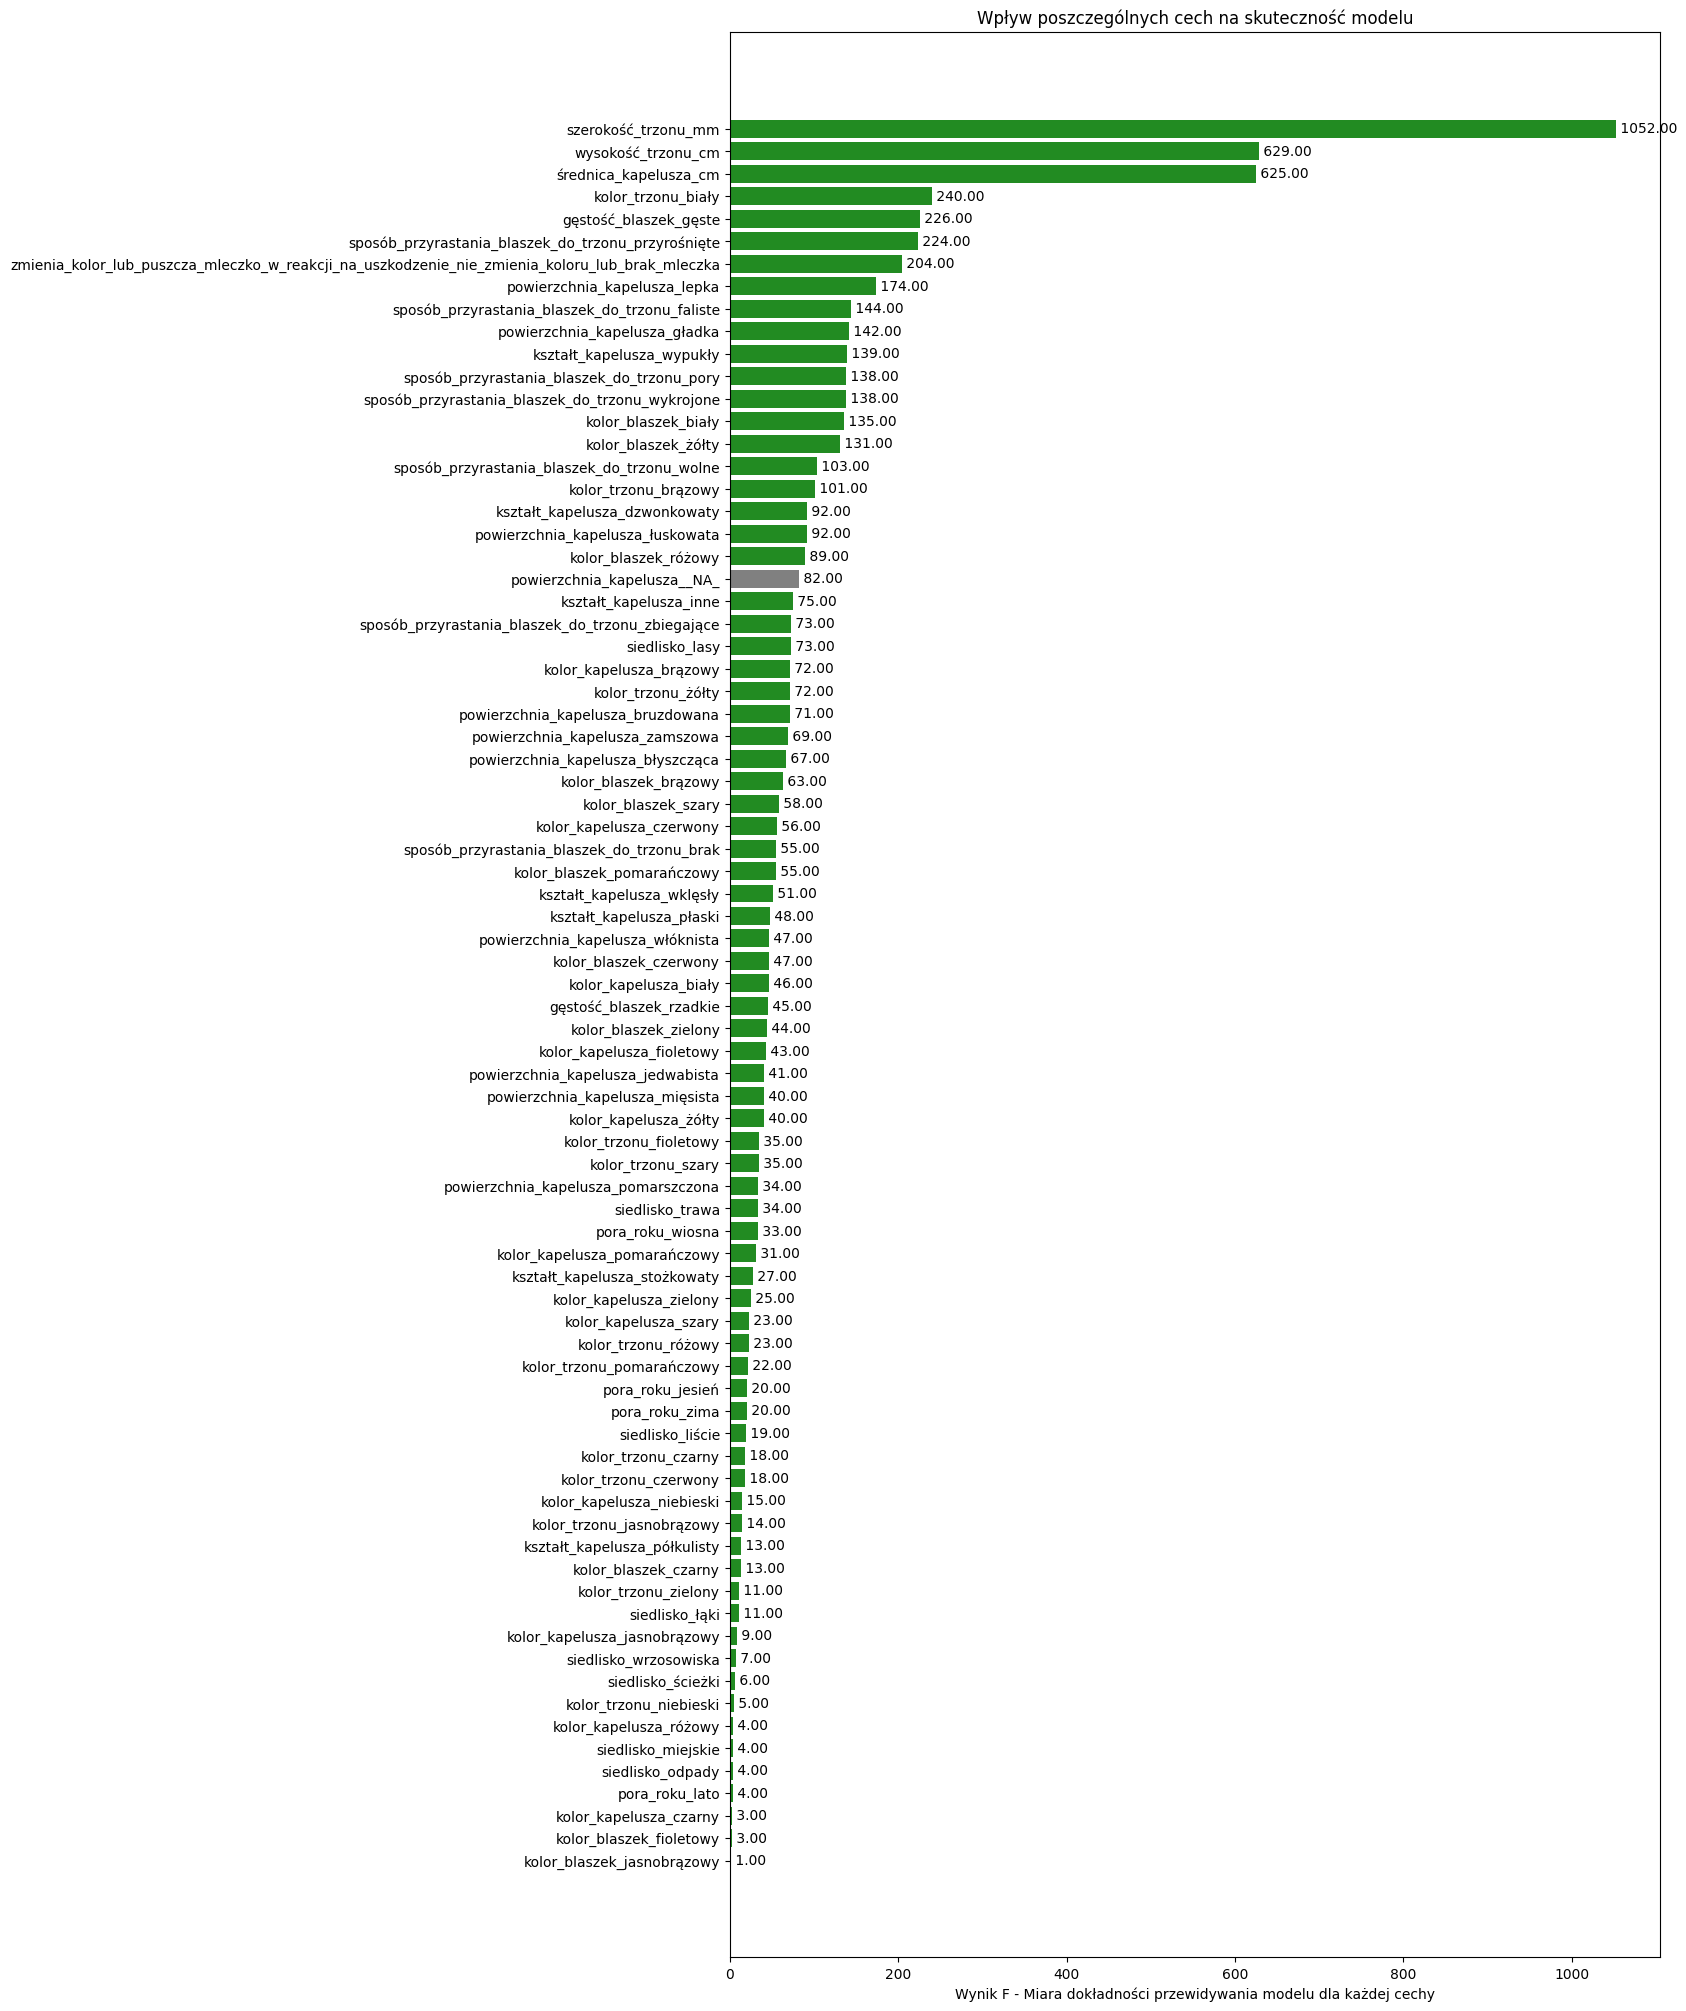 Wpływ poszczególnych cech na skuteczność modelu
szerokość_trzonu_mm 1052.00
wysokość_trzonu_cm 629.00
średnica_kapelusza_cm 625.00
kolor_trzonu_biały 240.00
gęstość_blaszek_gęste 226.00
sposób_przyrastania_blaszek_do_trzonu_przyrośnięte 224.00
zmienia_kolor_lub_puszcza_mleczko_w_reakcji_na_uszkodzenie_nie_zmienia_koloru_lub_brak_mleczka 204.00
powierzchnia_kapelusza_lepka 174.00
sposób_przyrastania_blaszek_do_trzonu_faliste 144.00
powierzchnia_kapelusza_gładka 142.00
kształt_kapelusza_wypukły 139.00
sposób_przyrastania_blaszek_do_trzonu_pory 138.00
sposób_przyrastania_blaszek_do_trzonu_wykrojone 138.00
kolor_blaszek_biały 135.00
kolor_blaszek_żółty 131.00
sposób_przyrastania_blaszek_do_trzonu_wolne 103.00
kolor_trzonu_brązowy 101.00
kształt_kapelusza_dzwonkowaty 92.00
powierzchnia_kapelusza_łuskowata 92.00
kolor_blaszek_różowy 89.00
powierzchnia_kapelusza__NA_ 82.00
kształt_kapelusza_inne 75.00
sposób_przyrastania_blaszek_do_trzonu_zbiegające 73.00
siedlisko_lasy 73.00
kolor_kapelusza_brązowy 72.00
kolor_trzonu_żółty 72.00
powierzchnia_kapelusza_bruzdowana 71.00
powierzchnia_kapelusza_zamszowa 69.00
powierzchnia_kapelusza_błyszcząca 67.00
kolor_blaszek_brązowy 63.00
kolor_blaszek_szary 58.00
kolor_kapelusza_czerwony 56.00
sposób_przyrastania_blaszek_do_trzonu_brak 55.00
kolor_blaszek_pomarańczowy 55.00
kształt_kapelusza_wklęsły 51.00
kształt_kapelusza_płaski 48.00
powierzchnia_kapelusza_włóknista 47.00
kolor_blaszek_czerwony 47.00
kolor_kapelusza_biały 46.00
gęstość_blaszek_rzadkie 45.00
kolor_blaszek_zielony 44.00
kolor_kapelusza_fioletowy 43.00
powierzchnia_kapelusza_jedwabista 41.00
powierzchnia_kapelusza_mięsista 40.00
kolor_kapelusza_żółty 40.00
kolor_trzonu_fioletowy 35.00
kolor_trzonu_szary 35.00
powierzchnia_kapelusza_pomarszczona 34.00
siedlisko_trawa 34.00
pora_roku_wiosna 33.00
kolor_kapelusza_pomarańczowy 31.00
kształt_kapelusza_stożkowaty 27.00
kolor_kapelusza_zielony 25.00
kolor_kapelusza_szary 23.00
kolor_trzonu_różowy 23.00
kolor_trzonu_pomarańczowy 22.00
pora_roku_jesień 20.00
pora_roku_zima 20.00
siedlisko_liście 19.00
kolor_trzonu_czarny 18.00
kolor_trzonu_czerwony 18.00
kolor_kapelusza_niebieski 15.00
kolor_trzonu_jasnobrązowy 14.00
kształt_kapelusza_półkulisty 13.00
kolor_blaszek_czarny 13.00
kolor_trzonu_zielony 11.00
siedlisko_łąki 11.00
kolor_kapelusza_jasnobrązowy 9.00
siedlisko_wrzosowiska 7.00
siedlisko_ścieżki 6.00
kolor_trzonu_niebieski 5.00
kolor_kapelusza_różowy 4.00
siedlisko_miejskie 4.00
siedlisko_odpady 4.00
pora_roku_lato 4.00
kolor_kapelusza_czarny 3.00
kolor_blaszek_fioletowy 3.00
kolor_blaszek_jasnobrązowy 1.00
0 200 400 600 800 1000
Wynik F - Miara dokładności przewidywania modelu dla każdej cechy